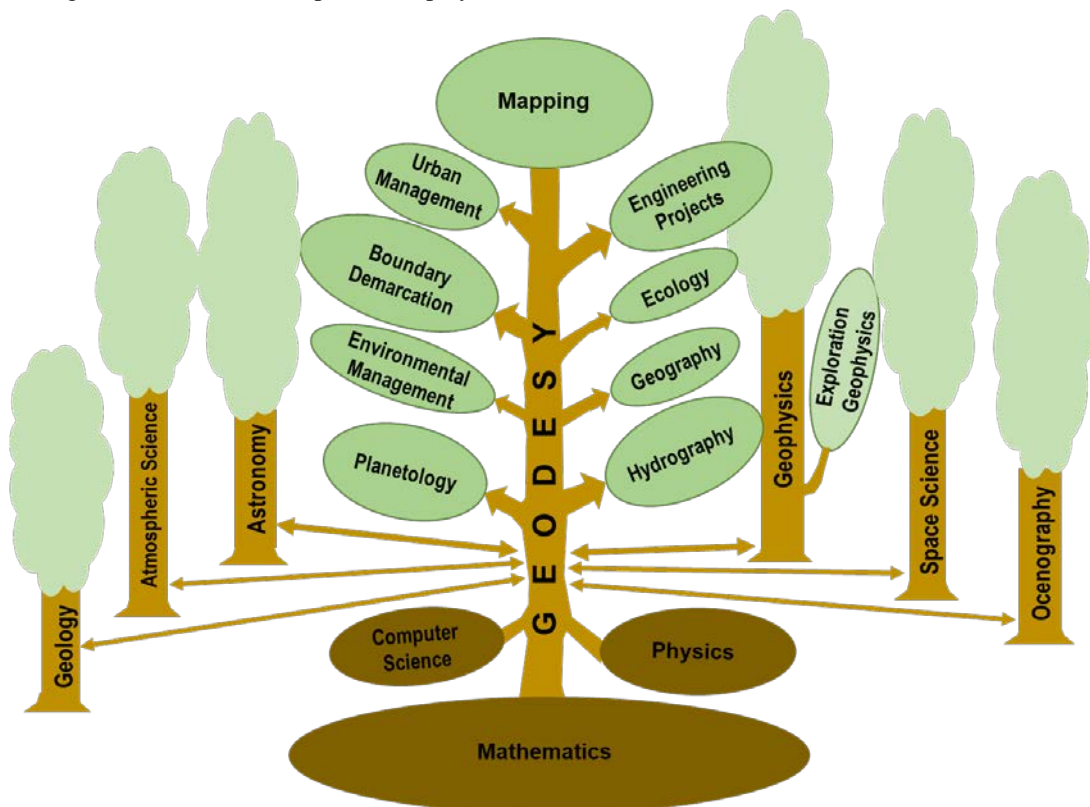 Mapping
Urban
Management
Engineering
Projects
Boundary
Demarcation
Ecology
Environmental
Management
Geography
Exploration
Geophysics
Planetology
Hydrography
GEODESY
Geology
Atmospheric Science
Astronomy
Geophysics
Space Science
Ocenography
Computer
Science
Physics
Mathematics